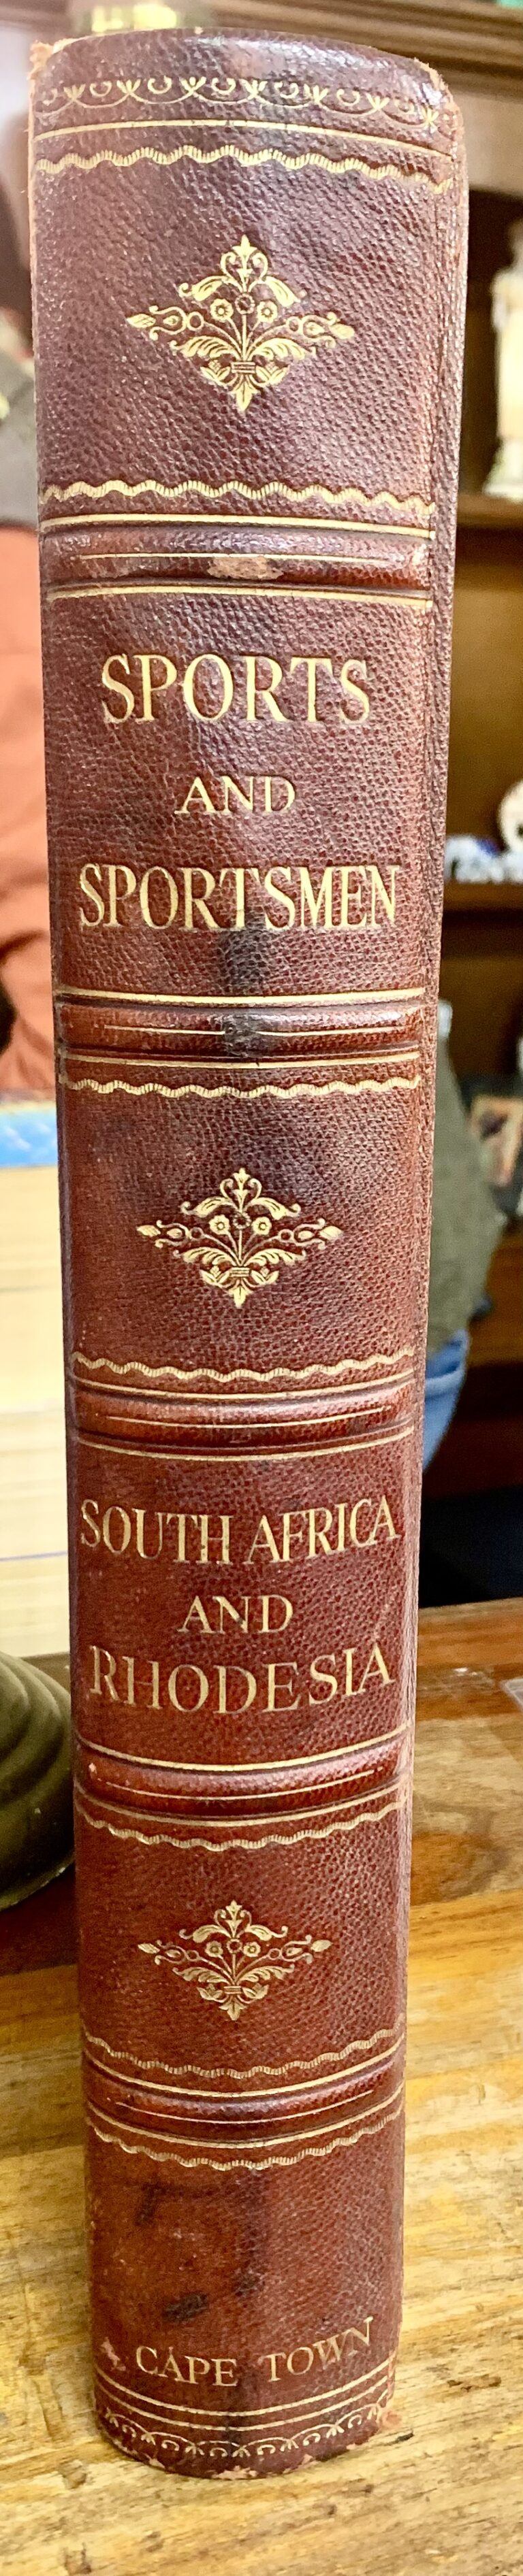 SPORTS
AND
SPORTSMEN
SOUTH AFRICA
AND
RHODESIA
CAPE TOWN